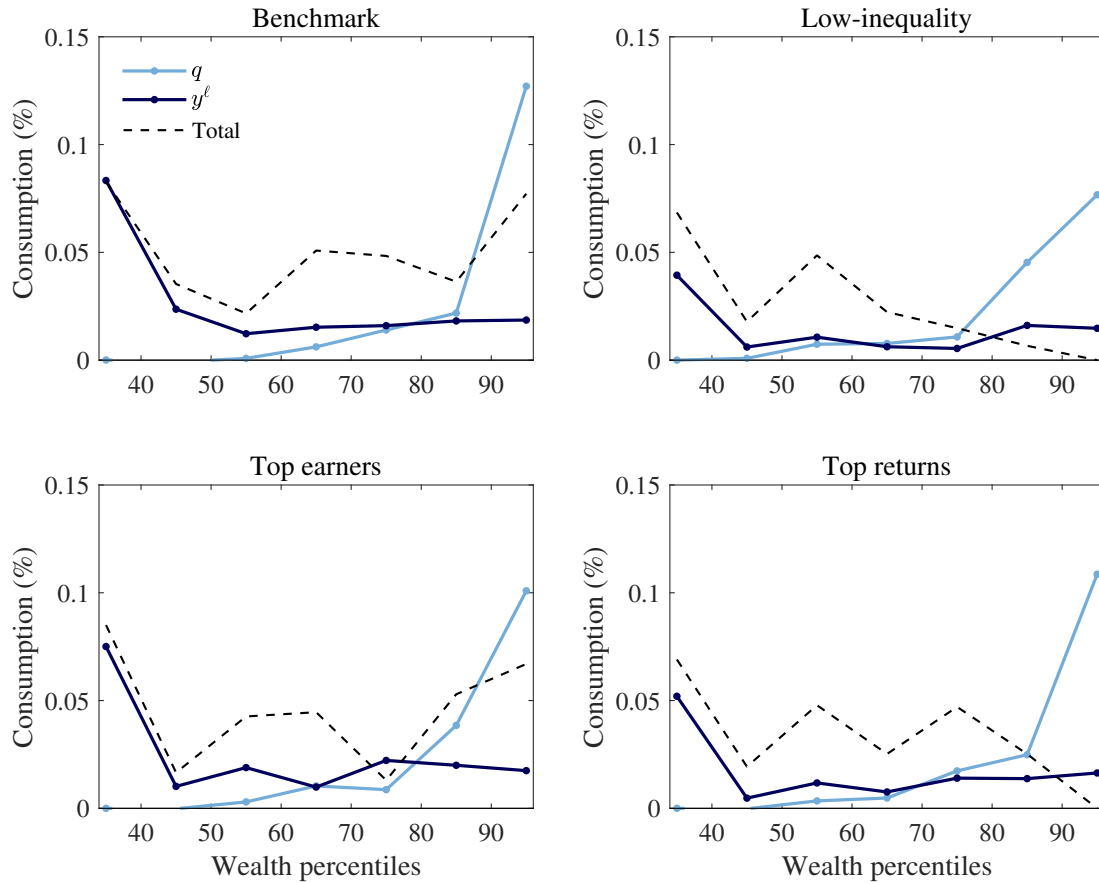 Benchmark
Low-inequality
Consumption (%)
0.15
0.1
0.05
0
q
y^ℓ
Total
40 50 60 70 80 90
Consumption (%)
0.15
0.1
0.05
0
40 50 60 70 80 90
Top earners
Top returns
Consumption (%)
0.15
0.1
0.05
0
40 50 60 70 80 90
Wealth percentiles
Consumption (%)
0.15
0.1
0.05
0
40 50 60 70 80 90
Wealth percentiles